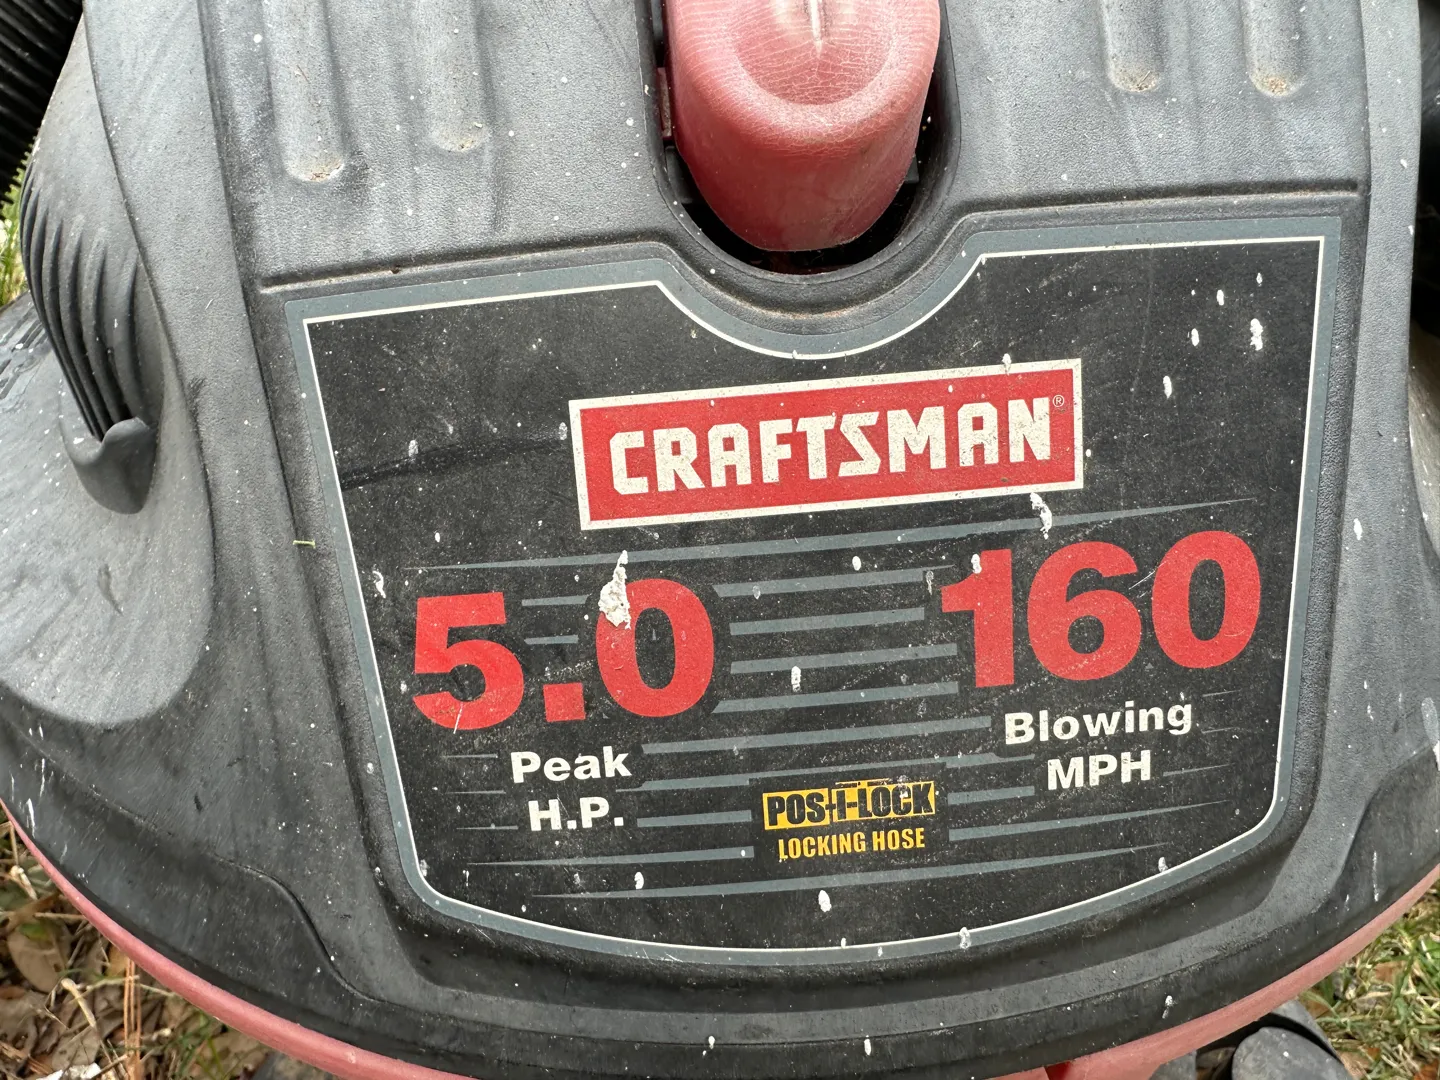 CRAFTSMAN®
5.0
Peak
H.P.
160
Blowing
MPH
POS-I-LOCK
LOCKING HOSE